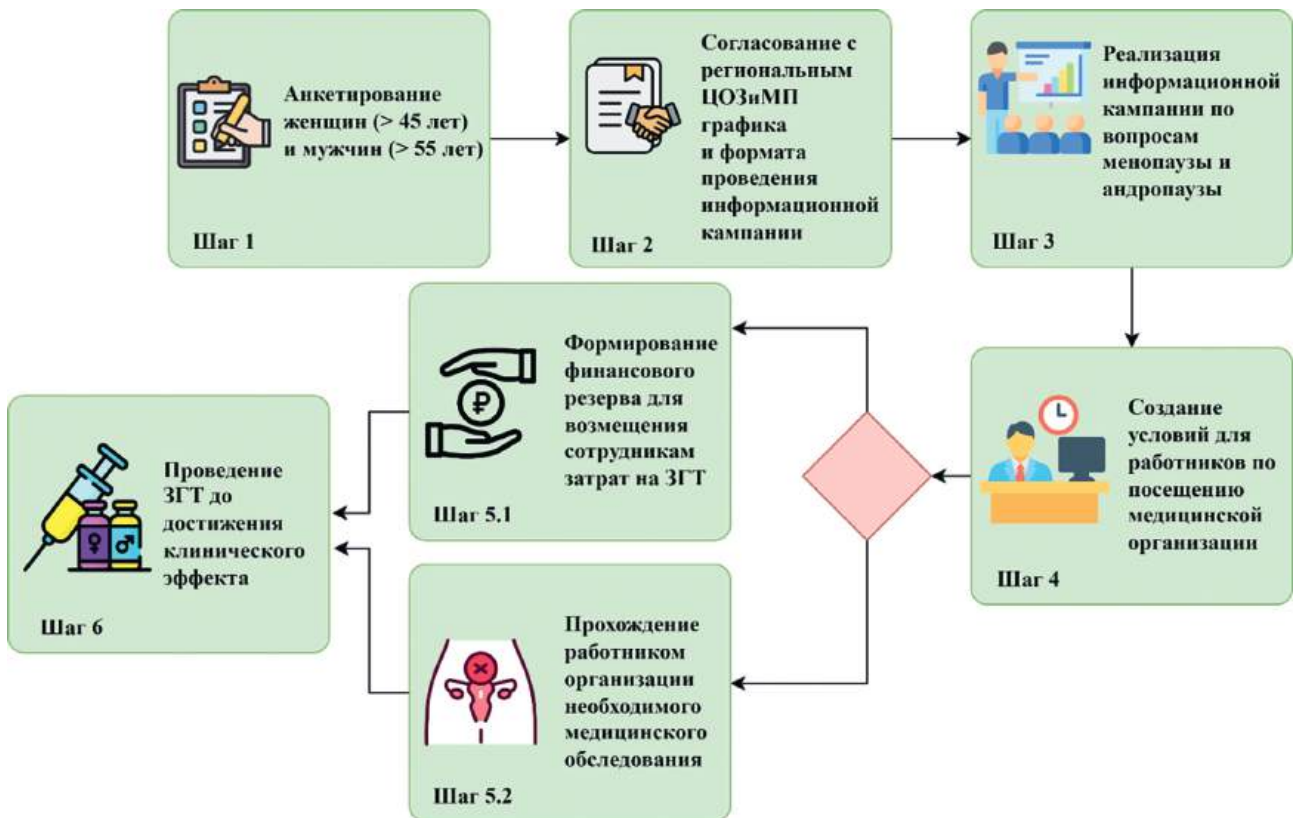 Анкетирование
женщин (> 45 лет)
и мужчин (> 55 лет)
Шаг 1
Согласование с
региональным
ЦОЗиМП
графика
и формата
проведения
информационной
кампании
Шаг 2
Реализация
информационной
кампании по
вопросам
менопаузы и
андропаузы
Шаг 3
Создание
условий для
работников по
посещению
медицинской
организации
Шаг 4
Формирование
финансового
резерва для
возмещения
сотрудникам
затрат на ЗГТ
Шаг 5.1
Прохождение
работником
организации
необходимого
медицинского
обследования
Шаг 5.2
Проведение
ЗГТ до
достижения
клинического
эффекта
Шаг 6